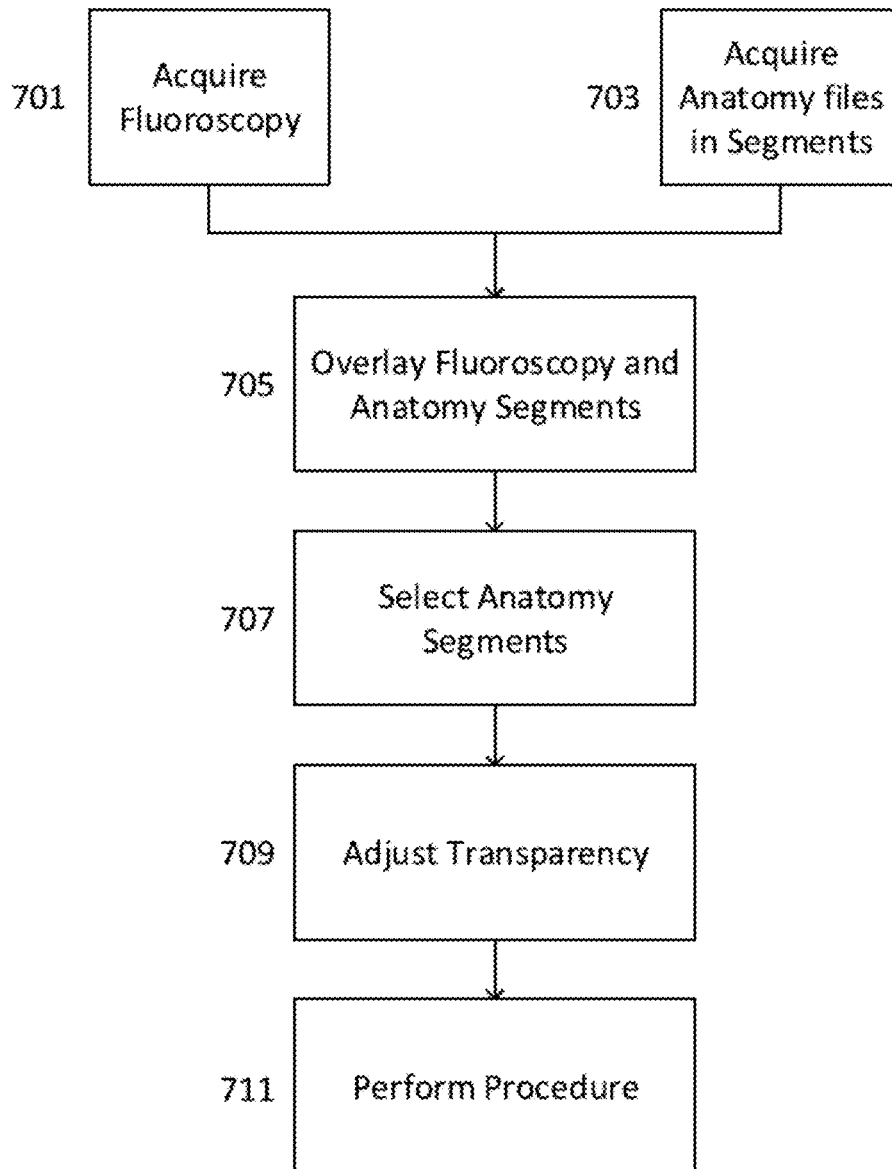 701
Acquire
Fluoroscopy
703
Acquire
Anatomy files
in Segments
705
Overlay Fluoroscopy and
Anatomy Segments
707
Select Anatomy
Segments
709
Adjust Transparency
711
Perform Procedure